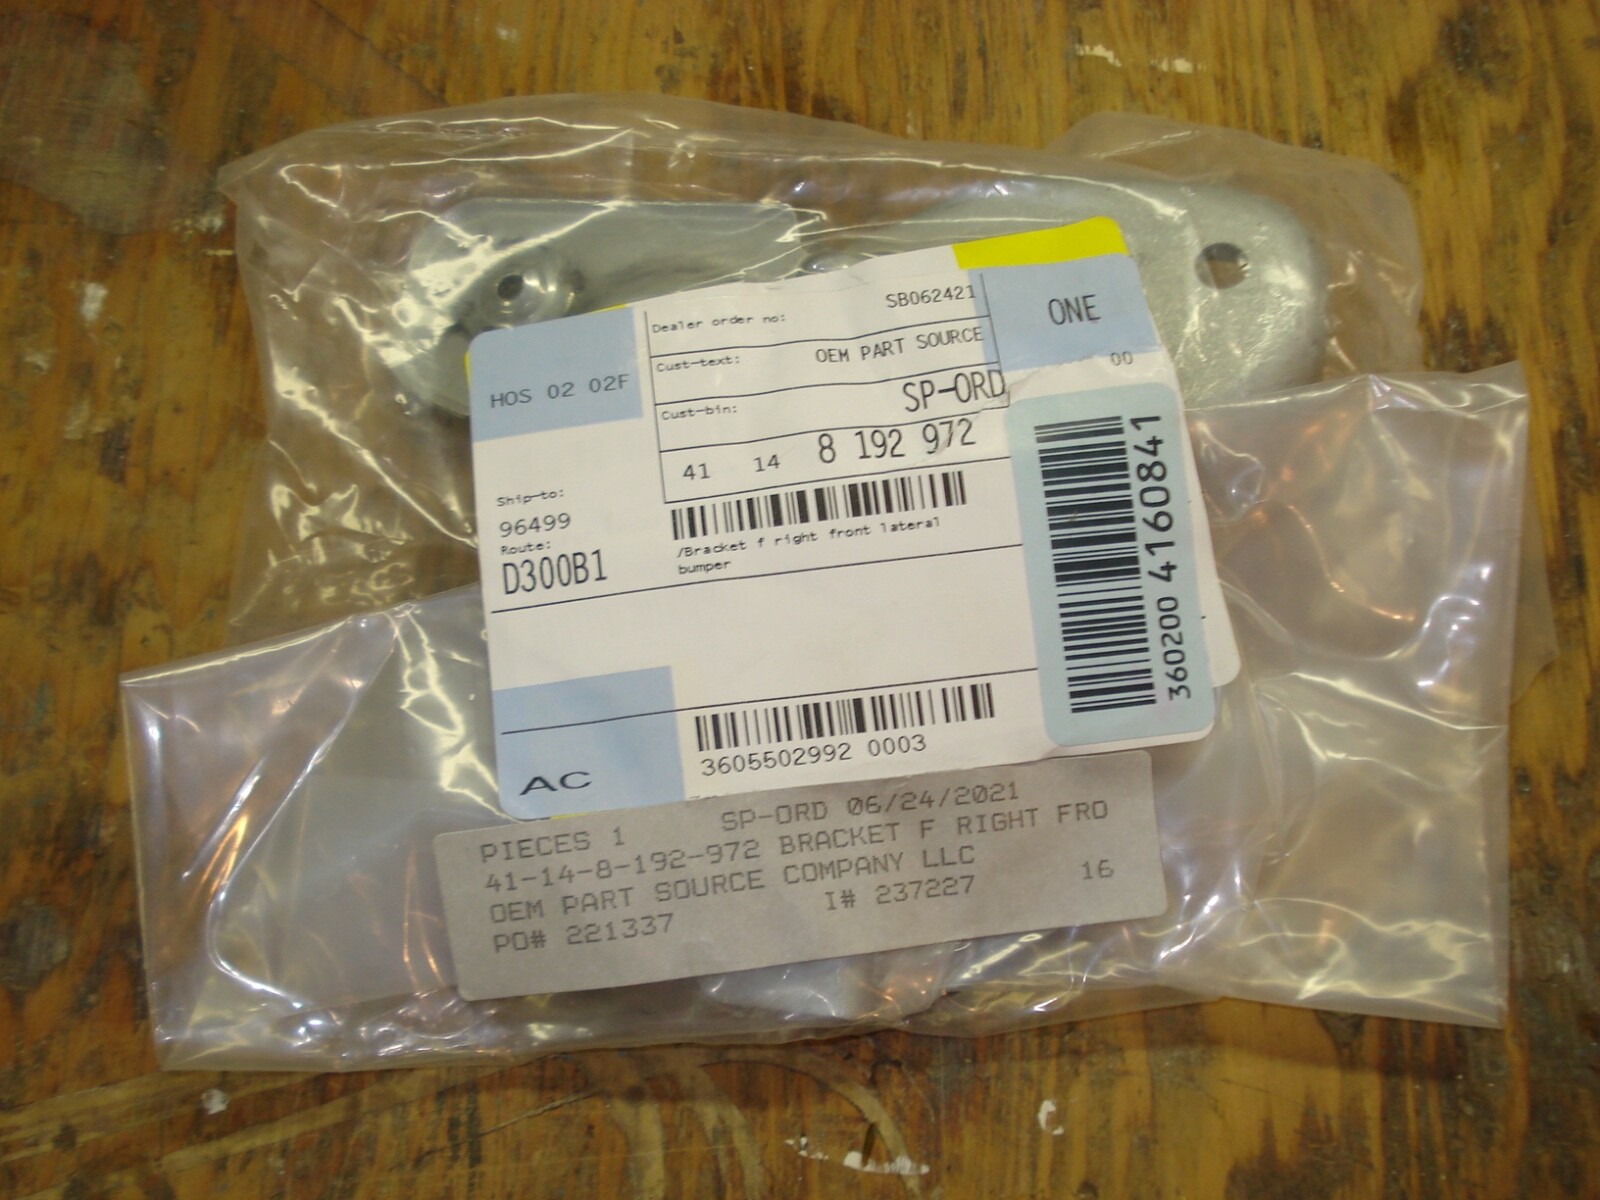 HOS 02 02F
Dealer order no: SB062421
Cust-text: OEM PART SOURCE
Cust-bin: SP-ORD
41 14 8 192 972
/Bracket f right front lateral
bumper
ONE
00
Ship-to:
96499
Route:
D300B1
360200 4160841
AC
3605502992 0003
PIECES 1 SP-ORD 06/24/2021
41-14-8-192-972 BRACKET F RIGHT FRO
OEM PART SOURCE COMPANY LLC
PO# 221337 I# 237227 16